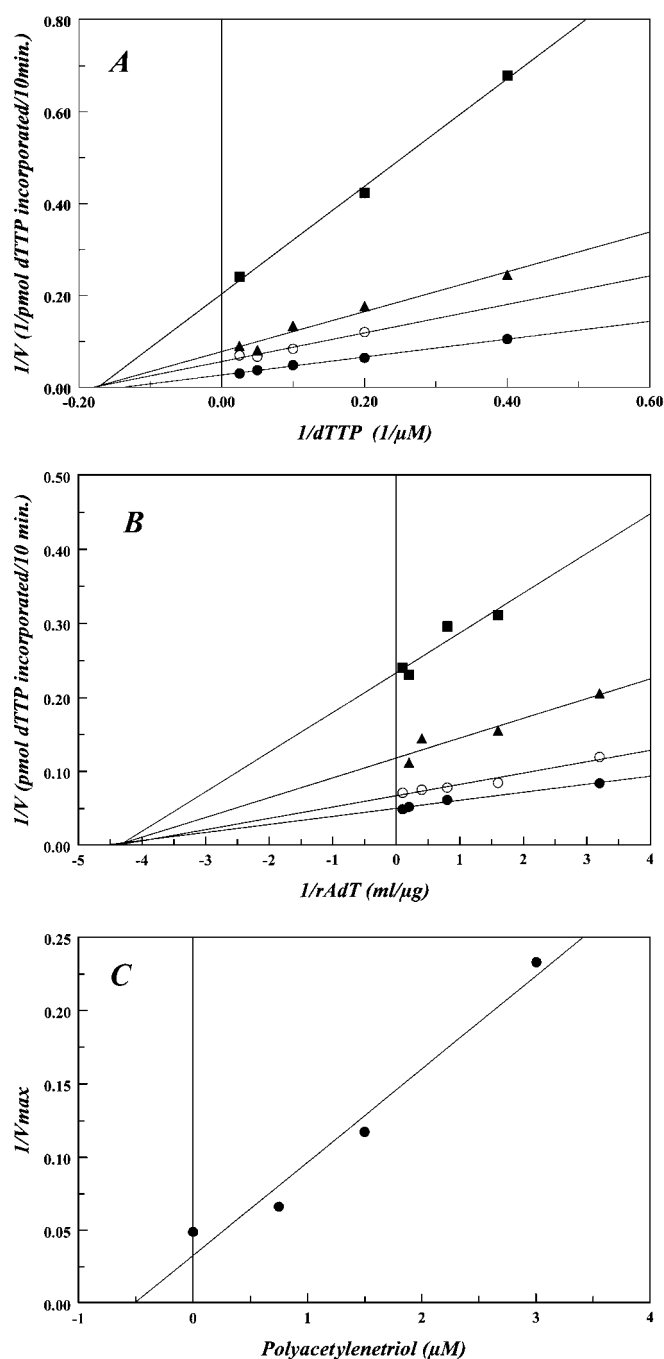 A
1/V (1/pmol dTTP incorporated/10min.)
0.80
0.60
0.40
0.20
0.00
-0.20 0.00 0.20 0.40 0.60
1/dTTP (1/µM)
B
1/V (pmol dTTP incorporated/10 min.)
0.50
0.40
0.30
0.20
0.10
0.00
-5 -4 -3 -2 -1 0 1 2 3 4
1/rAdT (ml/µg)
C
1/Vmax
0.25
0.20
0.15
0.10
0.05
0.00
-1 0 1 2 3 4
Polyacetylenetriol (µM)